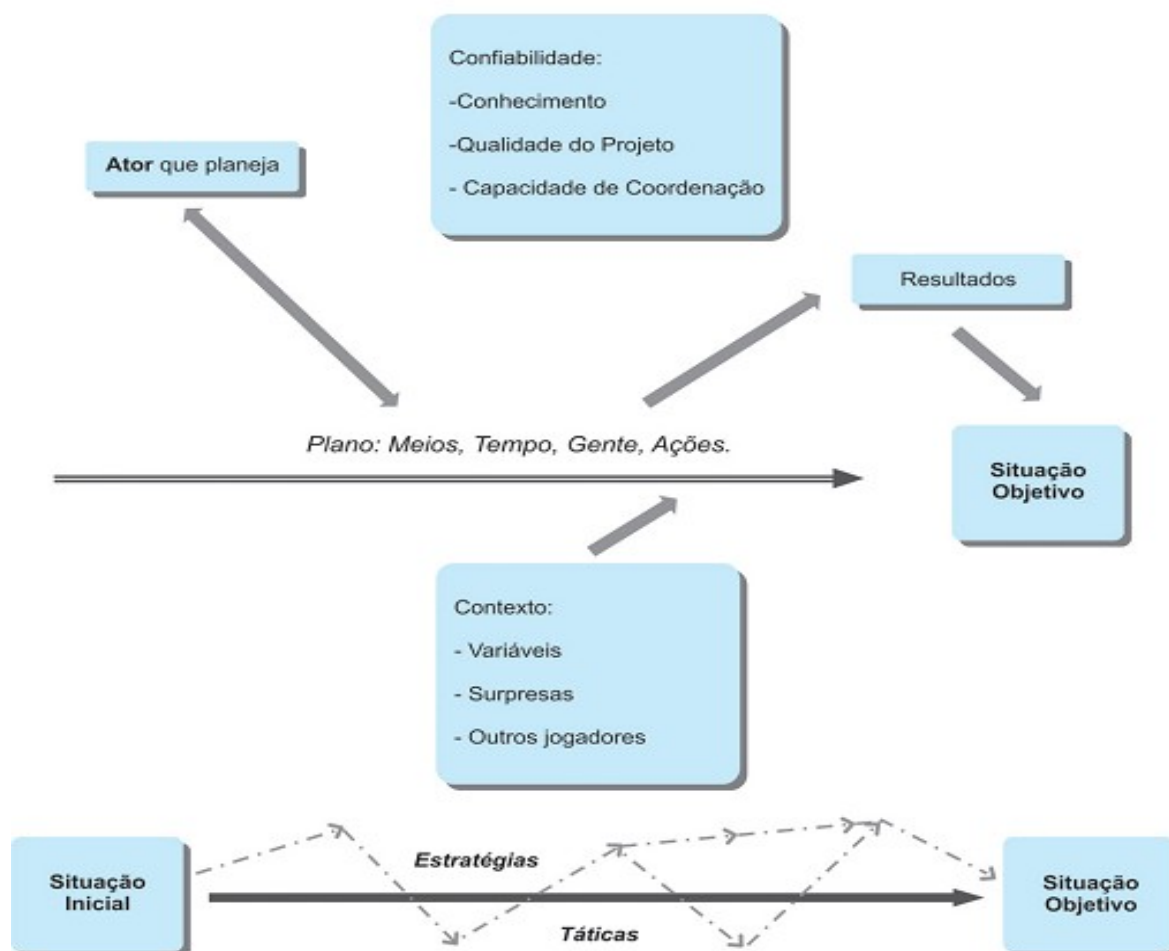 Confiabilidade:
-Conhecimento
-Qualidade do Projeto
- Capacidade de Coordenação
Ator que planeja
Resultados
Plano: Meios, Tempo, Gente, Ações.
Situação
Objetivo
Contexto:
- Variáveis
- Surpresas
- Outros jogadores
Situação
Inicial
Estratégias
Táticas
Situação
Objetivo